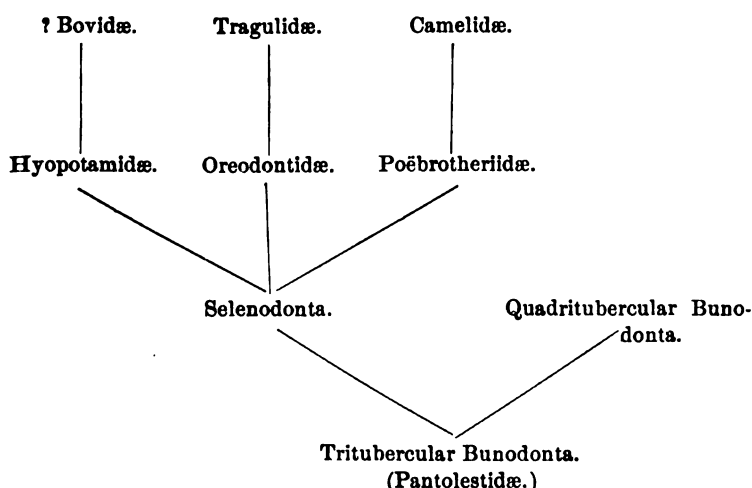 ? Bovidæ. Tragulidæ. Camelidæ.
Hyopotamidæ. Oreodontidæ. Poëbrotheriidæ.
Selenodonta. Quadritubercular Buno-
donta.
Tritubercular Bunodonta.
(Pantolestidæ.)